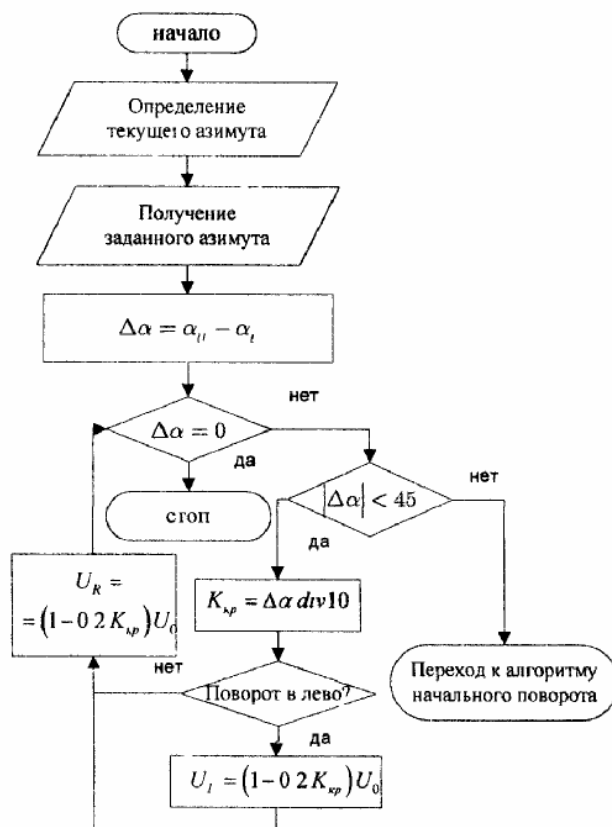 начало
Определение
текущего азимута
Получение
заданного азимута
Δα = α_U − α_t
нет
Δα = 0
да
нет
|Δα| < 45
стоп
да
U_R =
= (1−0 2 K_кр) U_0
K_кр = Δα div 10
нет
Поворот в лево?
Переход к алгоритму
начального поворота
да
U_l = (1−0 2 K_кр) U_0